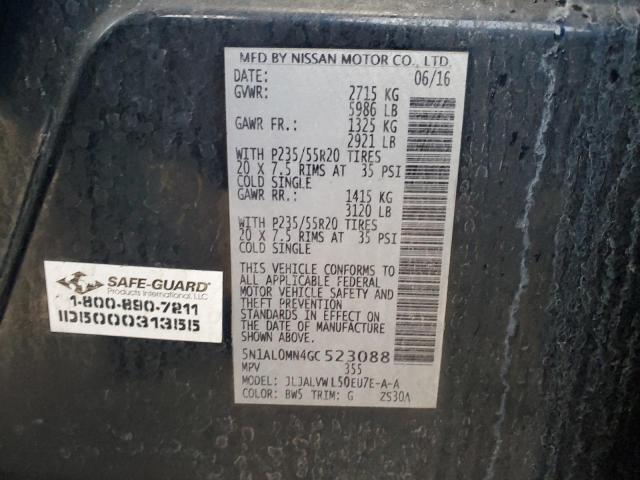 MFD BY NISSAN MOTOR CO., LTD.
DATE: 06/16
GVWR: 2715 KG
5986 LB
GAWR FR.: 1325 KG
2921 LB
WITH P235/55R20 TIRES
20 X 7.5 RIMS AT 35 PSI
COLD SINGLE
GAWR RR.: 1415 KG
3120 LB
WITH P235/55R20 TIRES
20 X 7.5 RIMS AT 35 PSI
COLD SINGLE
THIS VEHICLE CONFORMS TO
ALL APPLICABLE FEDERAL
MOTOR VEHICLE SAFETY AND
THEFT PREVENTION
STANDARDS IN EFFECT ON
THE DATE OF MANUFACTURE
SHOWN ABOVE.
5N1AL0MN4GC523088
MPV 355
MODEL: JLJALVWL50EU7E-A-A
COLOR: BW5 TRIM: G ZS30A
SAFE-GUARD
Products International, LLC
1-800-890-7211